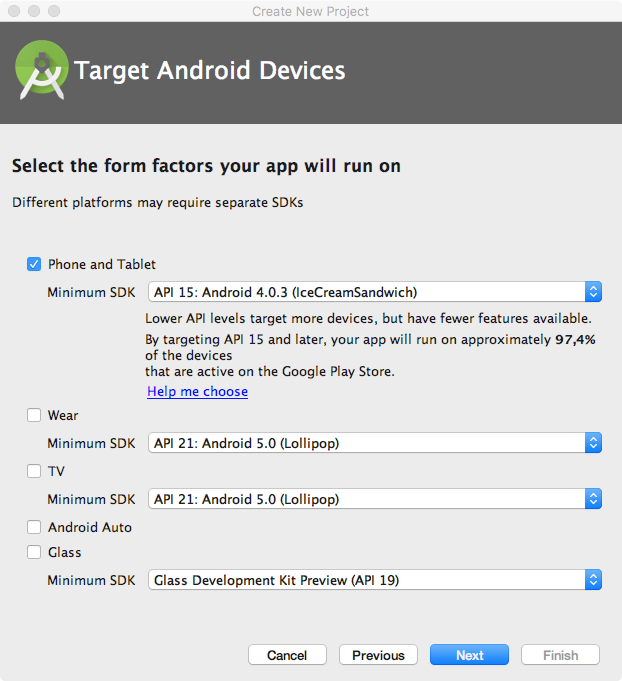 Create New Project
Target Android Devices
Select the form factors your app will run on
Different platforms may require separate SDKs
Phone and Tablet
Minimum SDK API 15: Android 4.0.3 (IceCreamSandwich)
Lower API levels target more devices, but have fewer features available.
By targeting API 15 and later, your app will run on approximately 97,4%
of the devices
that are active on the Google Play Store.
Help me choose
Wear
Minimum SDK API 21: Android 5.0 (Lollipop)
TV
Minimum SDK API 21: Android 5.0 (Lollipop)
Android Auto
Glass
Minimum SDK Glass Development Kit Preview (API 19)
Cancel Previous Next Finish